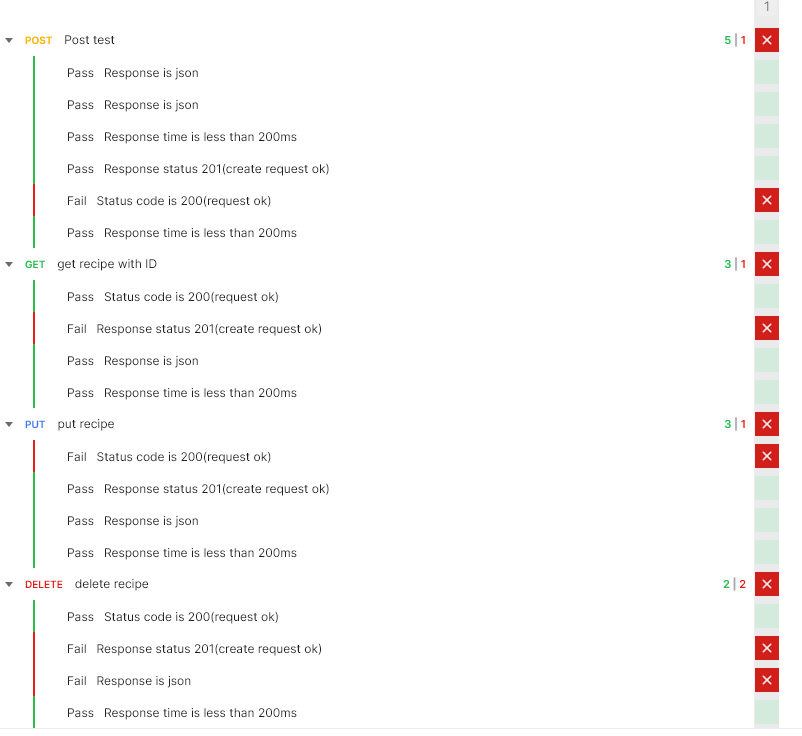 1
POST Post test 5 | 1
Pass Response is json
Pass Response is json
Pass Response time is less than 200ms
Pass Response status 201(create request ok)
Fail Status code is 200(request ok)
Pass Response time is less than 200ms
GET get recipe with ID 3 | 1
Pass Status code is 200(request ok)
Fail Response status 201(create request ok)
Pass Response is json
Pass Response time is less than 200ms
PUT put recipe 3 | 1
Fail Status code is 200(request ok)
Pass Response status 201(create request ok)
Pass Response is json
Pass Response time is less than 200ms
DELETE delete recipe 2 | 2
Pass Status code is 200(request ok)
Fail Response status 201(create request ok)
Fail Response is json
Pass Response time is less than 200ms